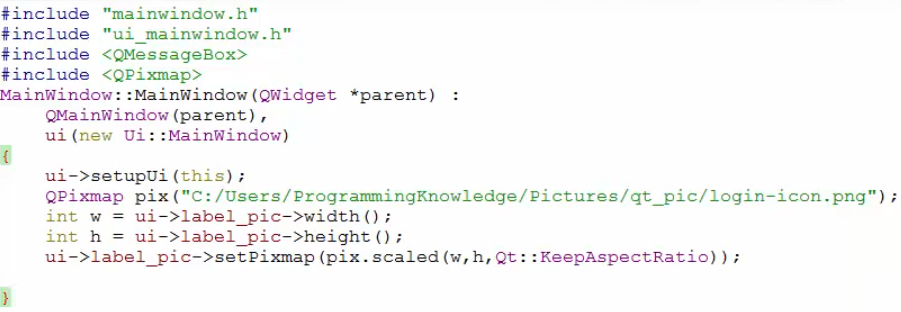 #include "mainwindow.h"
#include "ui_mainwindow.h"
#include <QMessageBox>
#include <QPixmap>
MainWindow::MainWindow(QWidget *parent) :
    QMainWindow(parent),
    ui(new Ui::MainWindow)
{
    ui->setupUi(this);
    QPixmap pix("C:/Users/ProgrammingKnowledge/Pictures/qt_pic/login-icon.png");
    int w = ui->label_pic->width();
    int h = ui->label_pic->height();
    ui->label_pic->setPixmap(pix.scaled(w,h,Qt::KeepAspectRatio));
}